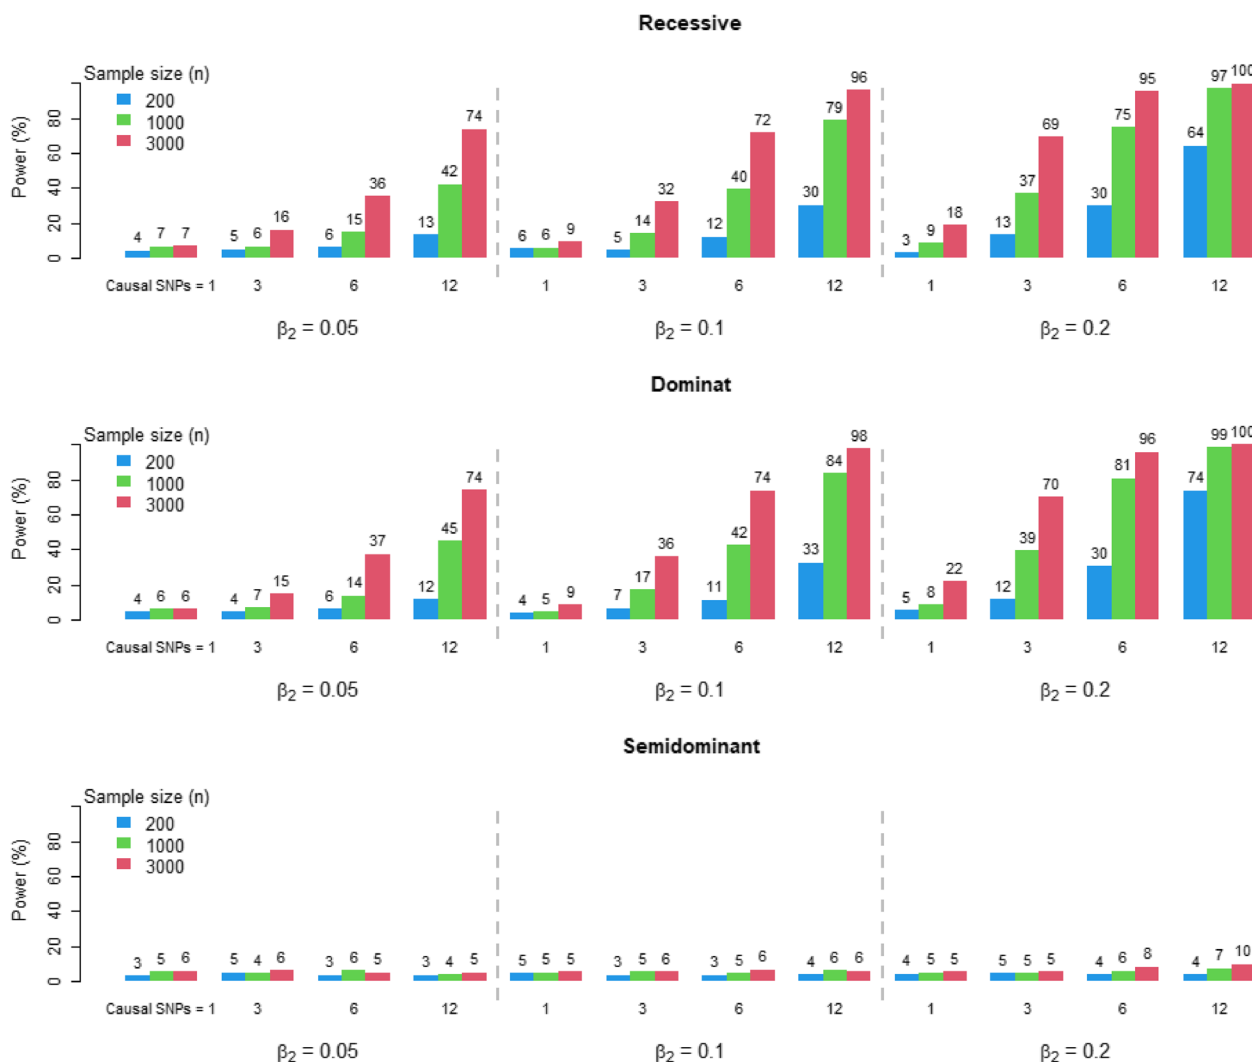 Recessive
Sample size (n)
200
1000
3000
Power (%)
0 20 40 60 80
4 7 7 5 6 16 6 15 36 13 42 74 6 6 9 5 14 32 12 40 72 30 79 96 3 9 18 13 37 69 30 75 95 64 97 100
Causal SNPs = 1 3 6 12 1 3 6 12 1 3 6 12
β2 = 0.05 β2 = 0.1 β2 = 0.2
Dominat
Sample size (n)
200
1000
3000
Power (%)
0 20 40 60 80
4 6 6 4 7 15 6 14 37 12 45 74 4 5 9 7 17 36 11 42 74 33 84 98 5 8 22 12 39 70 30 81 96 74 99 100
Causal SNPs = 1 3 6 12 1 3 6 12 1 3 6 12
β2 = 0.05 β2 = 0.1 β2 = 0.2
Semidominant
Sample size (n)
200
1000
3000
Power (%)
0 20 40 60 80
3 5 6 5 4 6 3 6 5 3 4 5 5 5 5 3 5 6 3 5 6 4 6 6 4 5 5 5 5 5 4 6 8 4 7 10
Causal SNPs = 1 3 6 12 1 3 6 12 1 3 6 12
β2 = 0.05 β2 = 0.1 β2 = 0.2